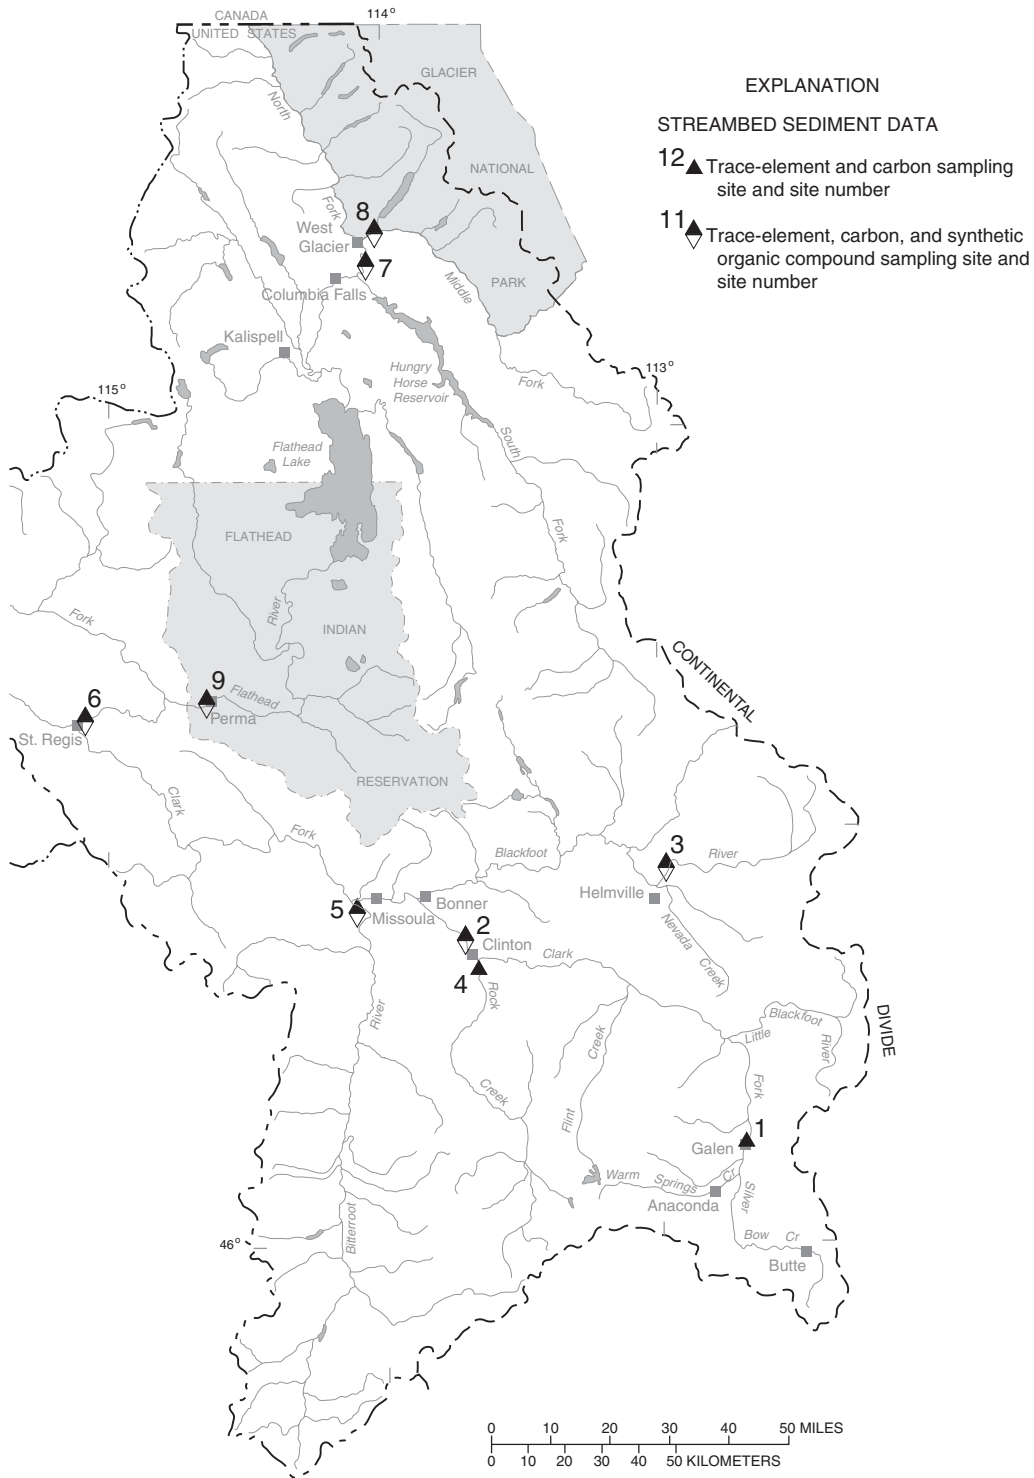 CANADA
UNITED STATES
114°
GLACIER
NATIONAL
PARK
North
Fork
8
West
Glacier
7
Columbia Falls
Middle
Fork
Kalispell
Hungry
Horse
Reservoir
113°
115°
South
Fork
Flathead
Lake
FLATHEAD
River
INDIAN
Fork
CONTINENTAL
9
Flathead
Perma
6
St. Regis
RESERVATION
Clark
Fork
Blackfoot
3
River
Helmville
Bonner
5
Missoula
2
Clinton
Nevada
Creek
Clark
4
Rock
Creek
River
Creek
Flint
Little
Blackfoot
River
DIVIDE
Fork
1
Galen
Warm
Springs
Cr
Anaconda
Silver
Bow
Cr
Butte
Bitterroot
46°
EXPLANATION
STREAMBED SEDIMENT DATA
12 Trace-element and carbon sampling
site and site number
11 Trace-element, carbon, and synthetic
organic compound sampling site and
site number
0 10 20 30 40 50 MILES
0 10 20 30 40 50 KILOMETERS